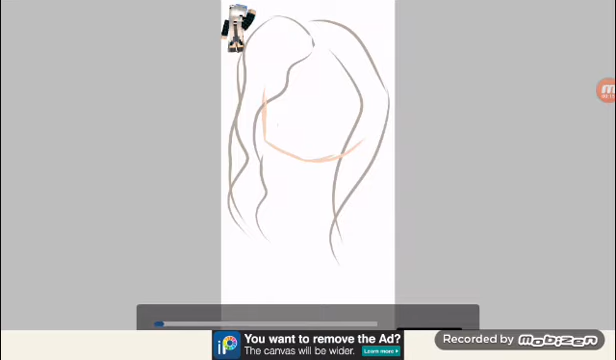 You want to remove the Ad?
The canvas will be wider.
Learn more
Recorded by mobizen